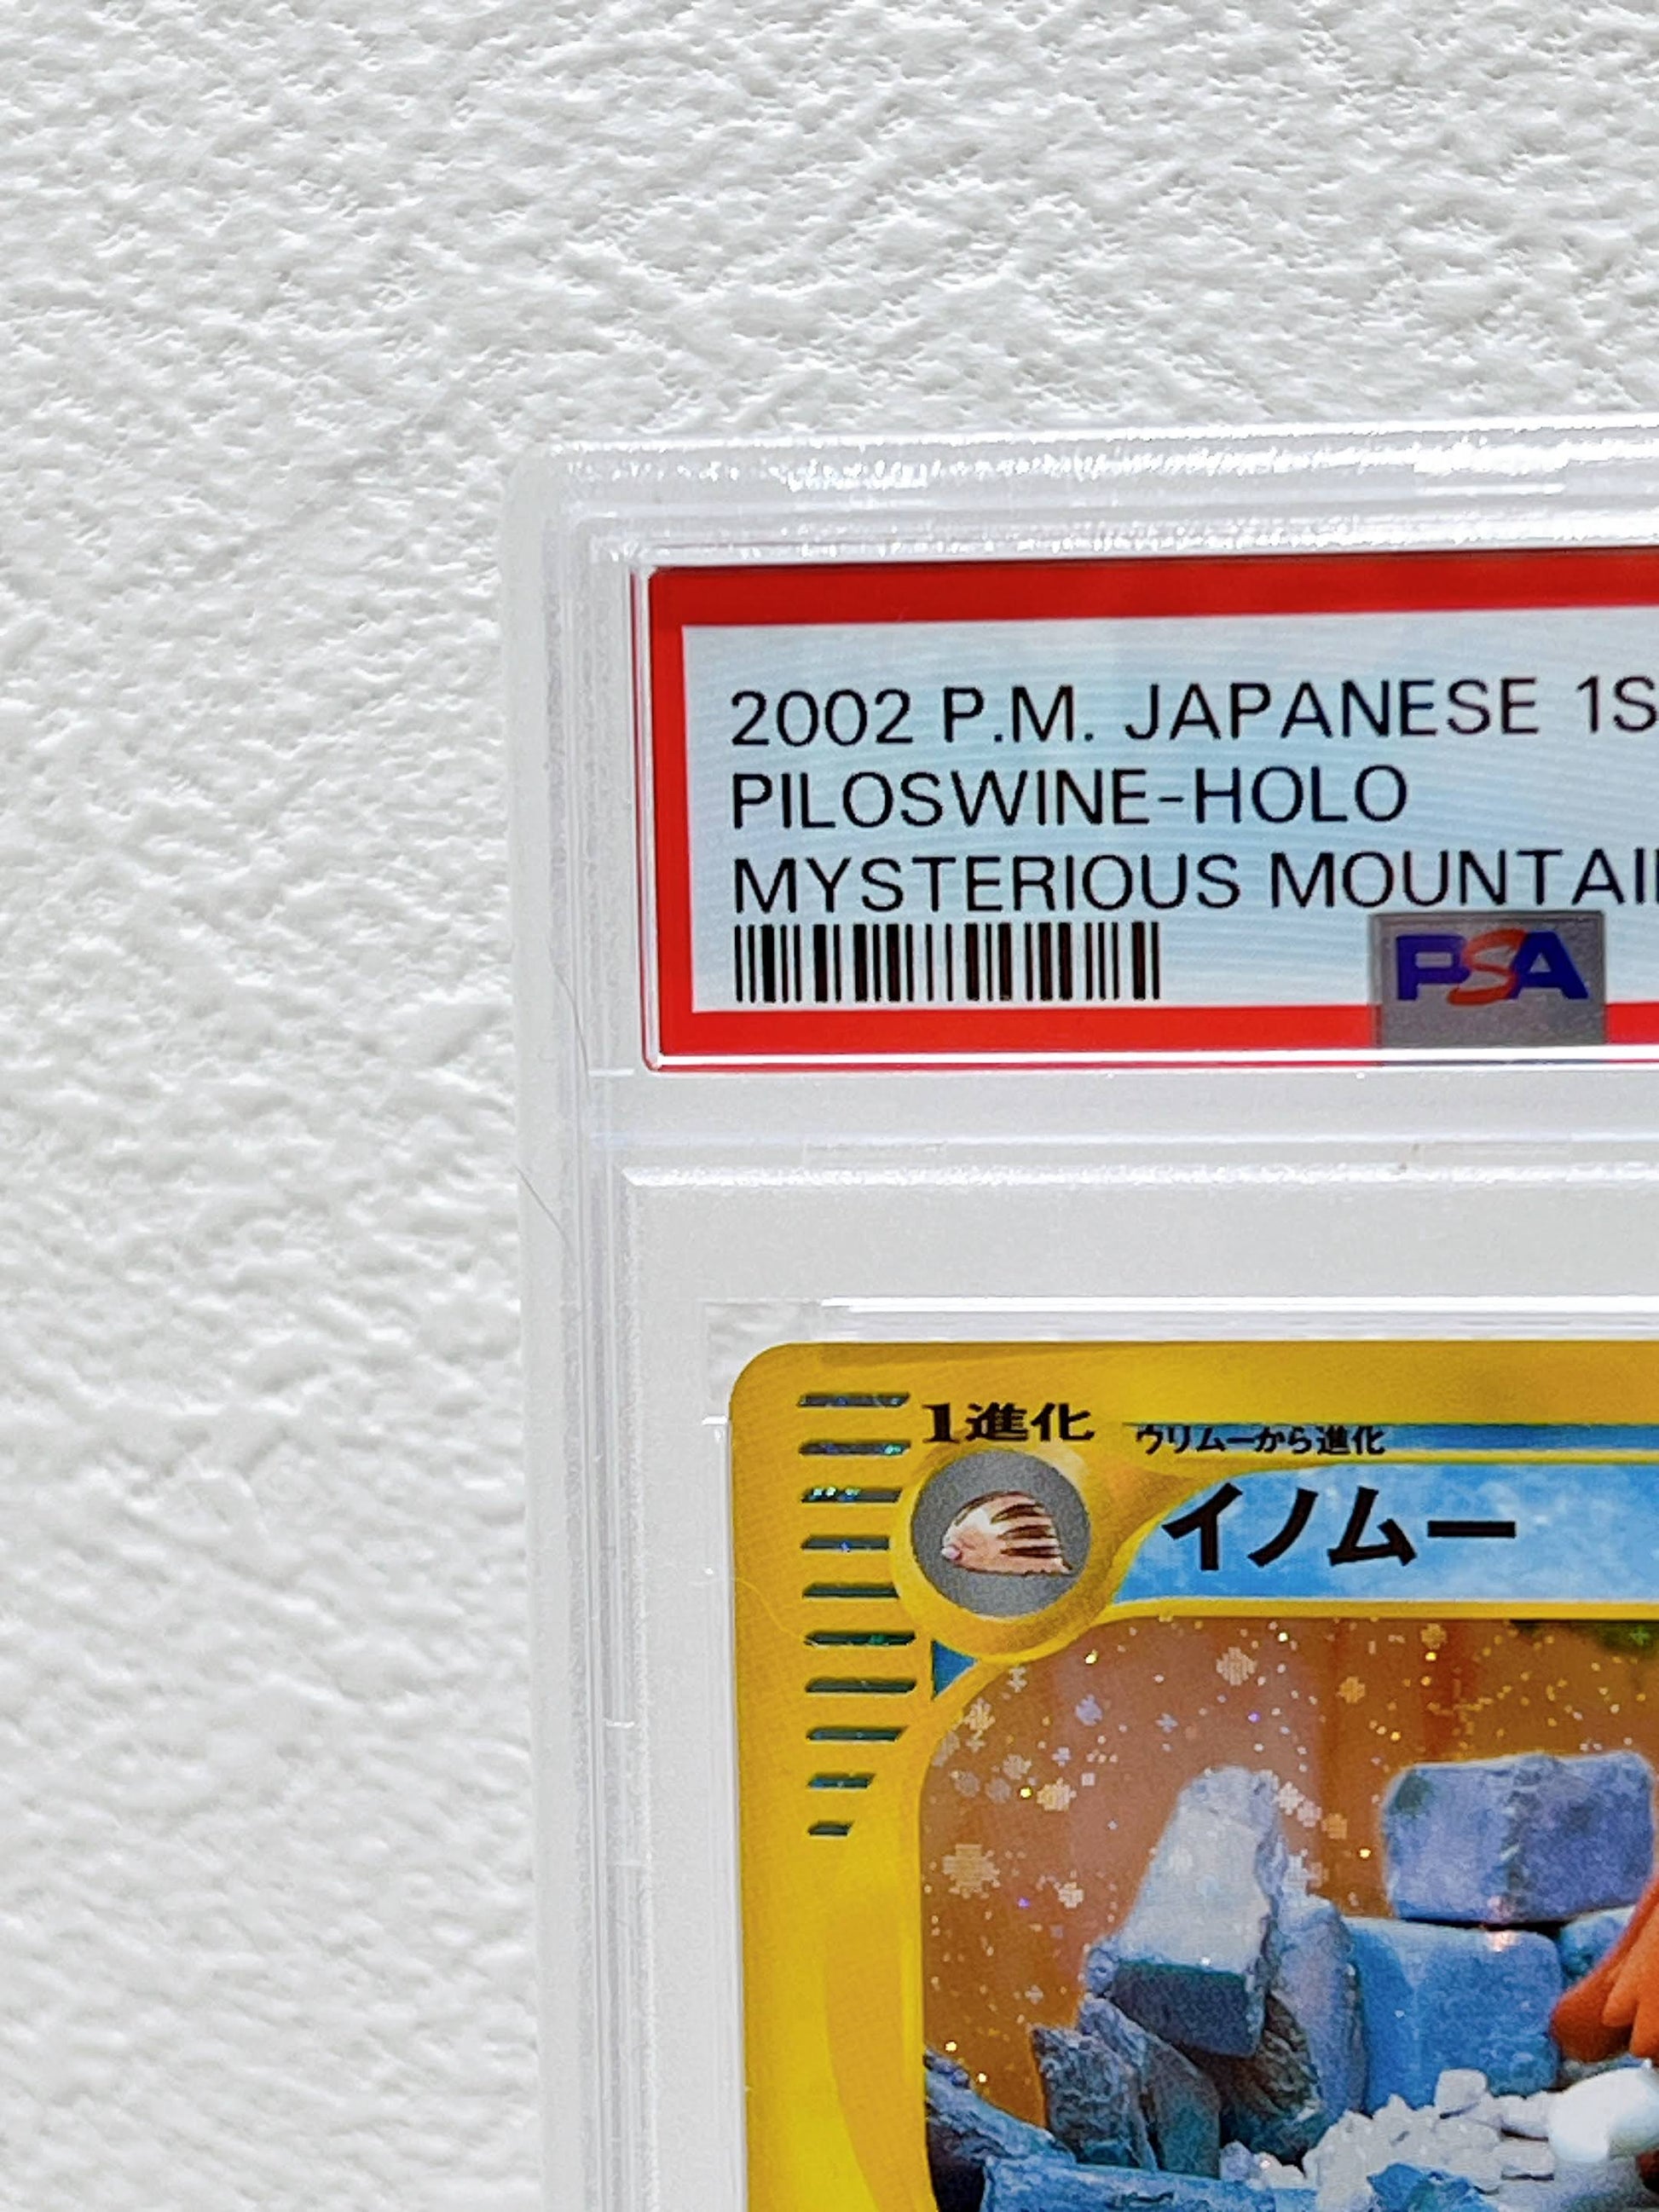 2002 P.M. JAPANESE 1S
PILOSWINE-HOLO
MYSTERIOUS MOUNTAI
PSA
1進化
ウリムーから進化
イノムー